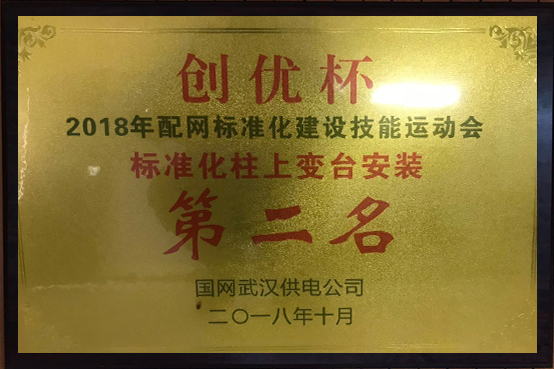 创优杯
2018年配网标准化建设技能运动会
标准化柱上变台安装
第二名
国网武汉供电公司
二〇一八年十月